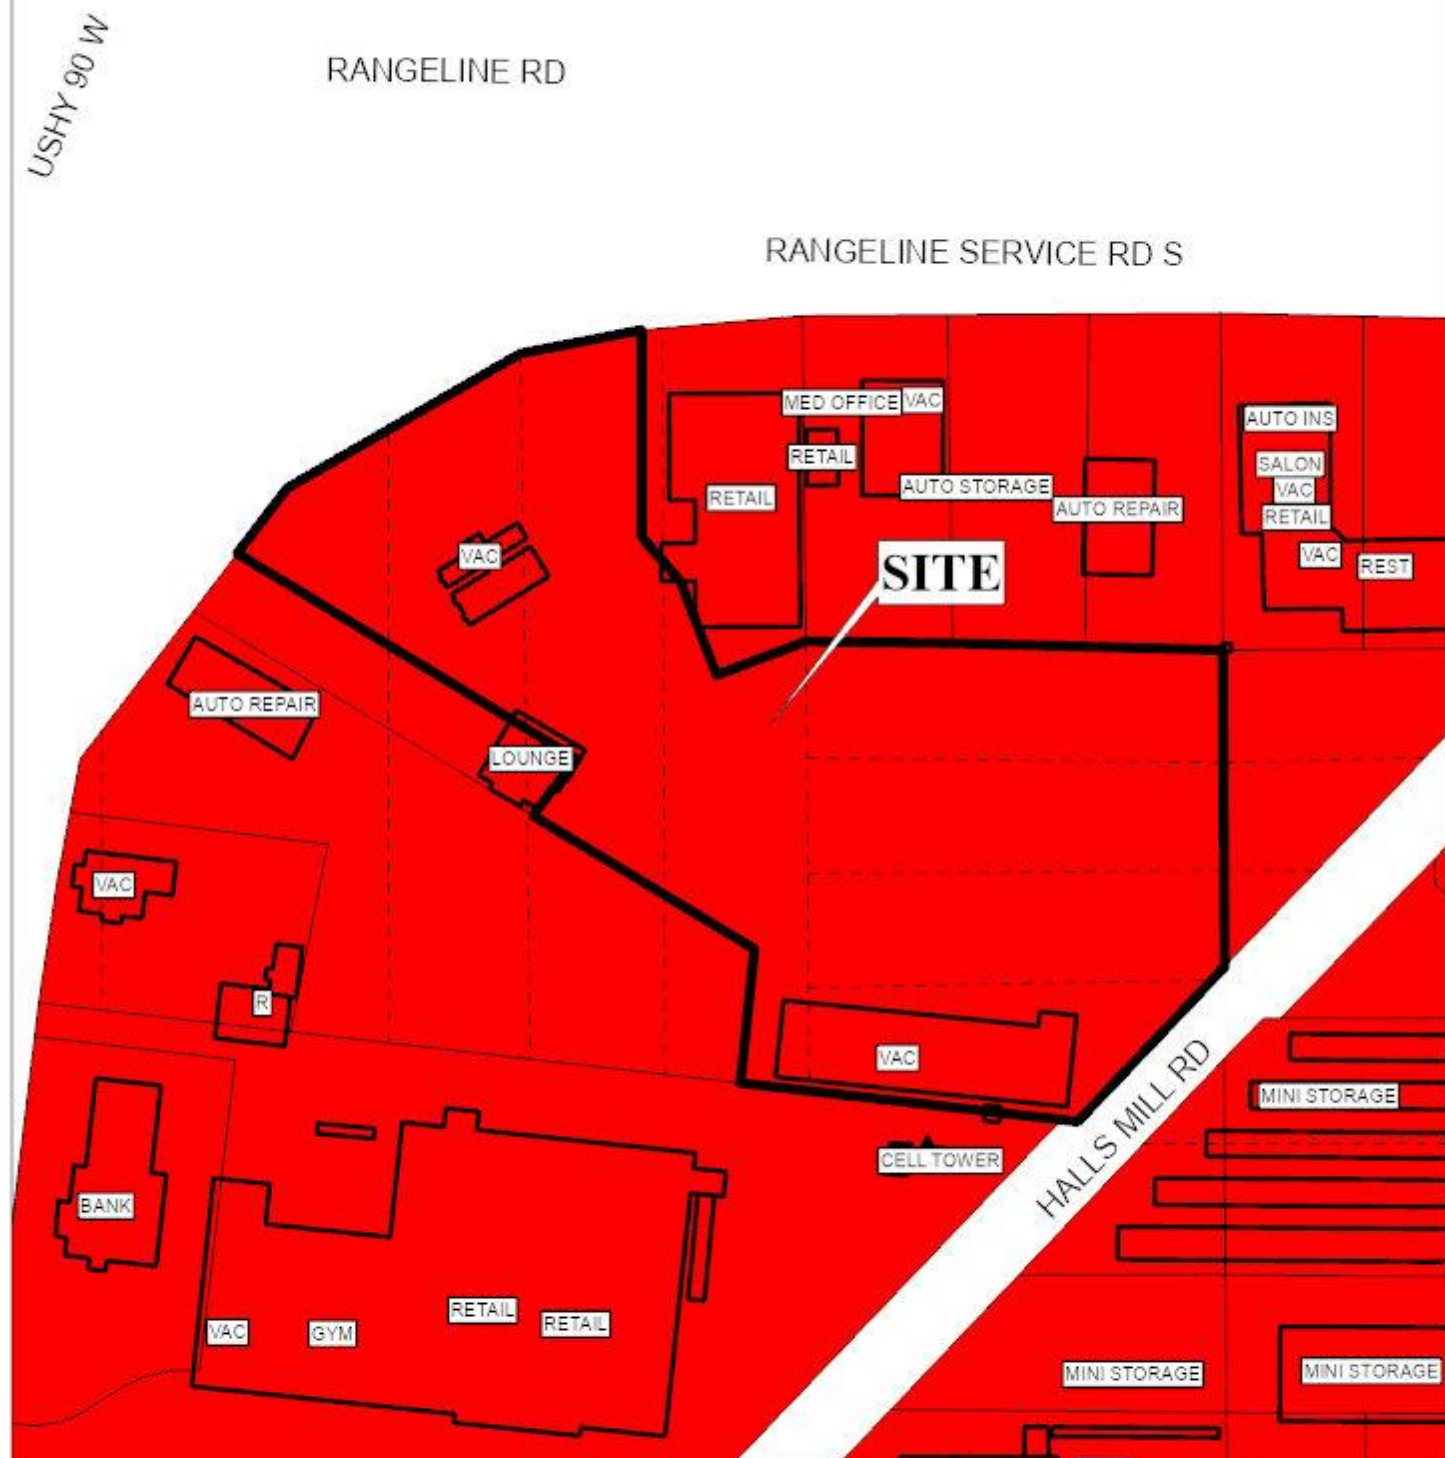 USHY 90 W
RANGELINE RD
RANGELINE SERVICE RD S
MED OFFICE
VAC
AUTO INS
RETAIL
SALON
AUTO STORAGE
VAC
RETAIL
AUTO REPAIR
RETAIL
VAC
VAC
REST
SITE
AUTO REPAIR
LOUNGE
VAC
R
VAC
HALLS MILL RD
MINI STORAGE
CELL TOWER
BANK
RETAIL
RETAIL
VAC
GYM
MINI STORAGE
MINI STORAGE